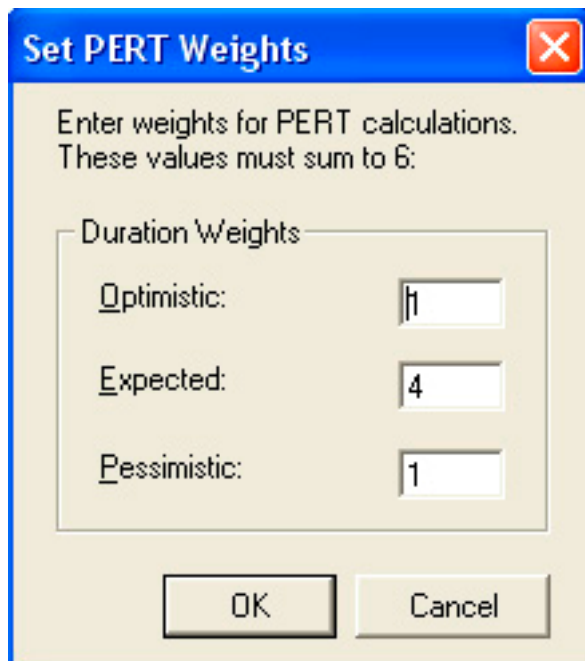 Set PERT Weights
Enter weights for PERT calculations.
These values must sum to 6:
Duration Weights
Optimistic: 1
Expected: 4
Pessimistic: 1
OK Cancel